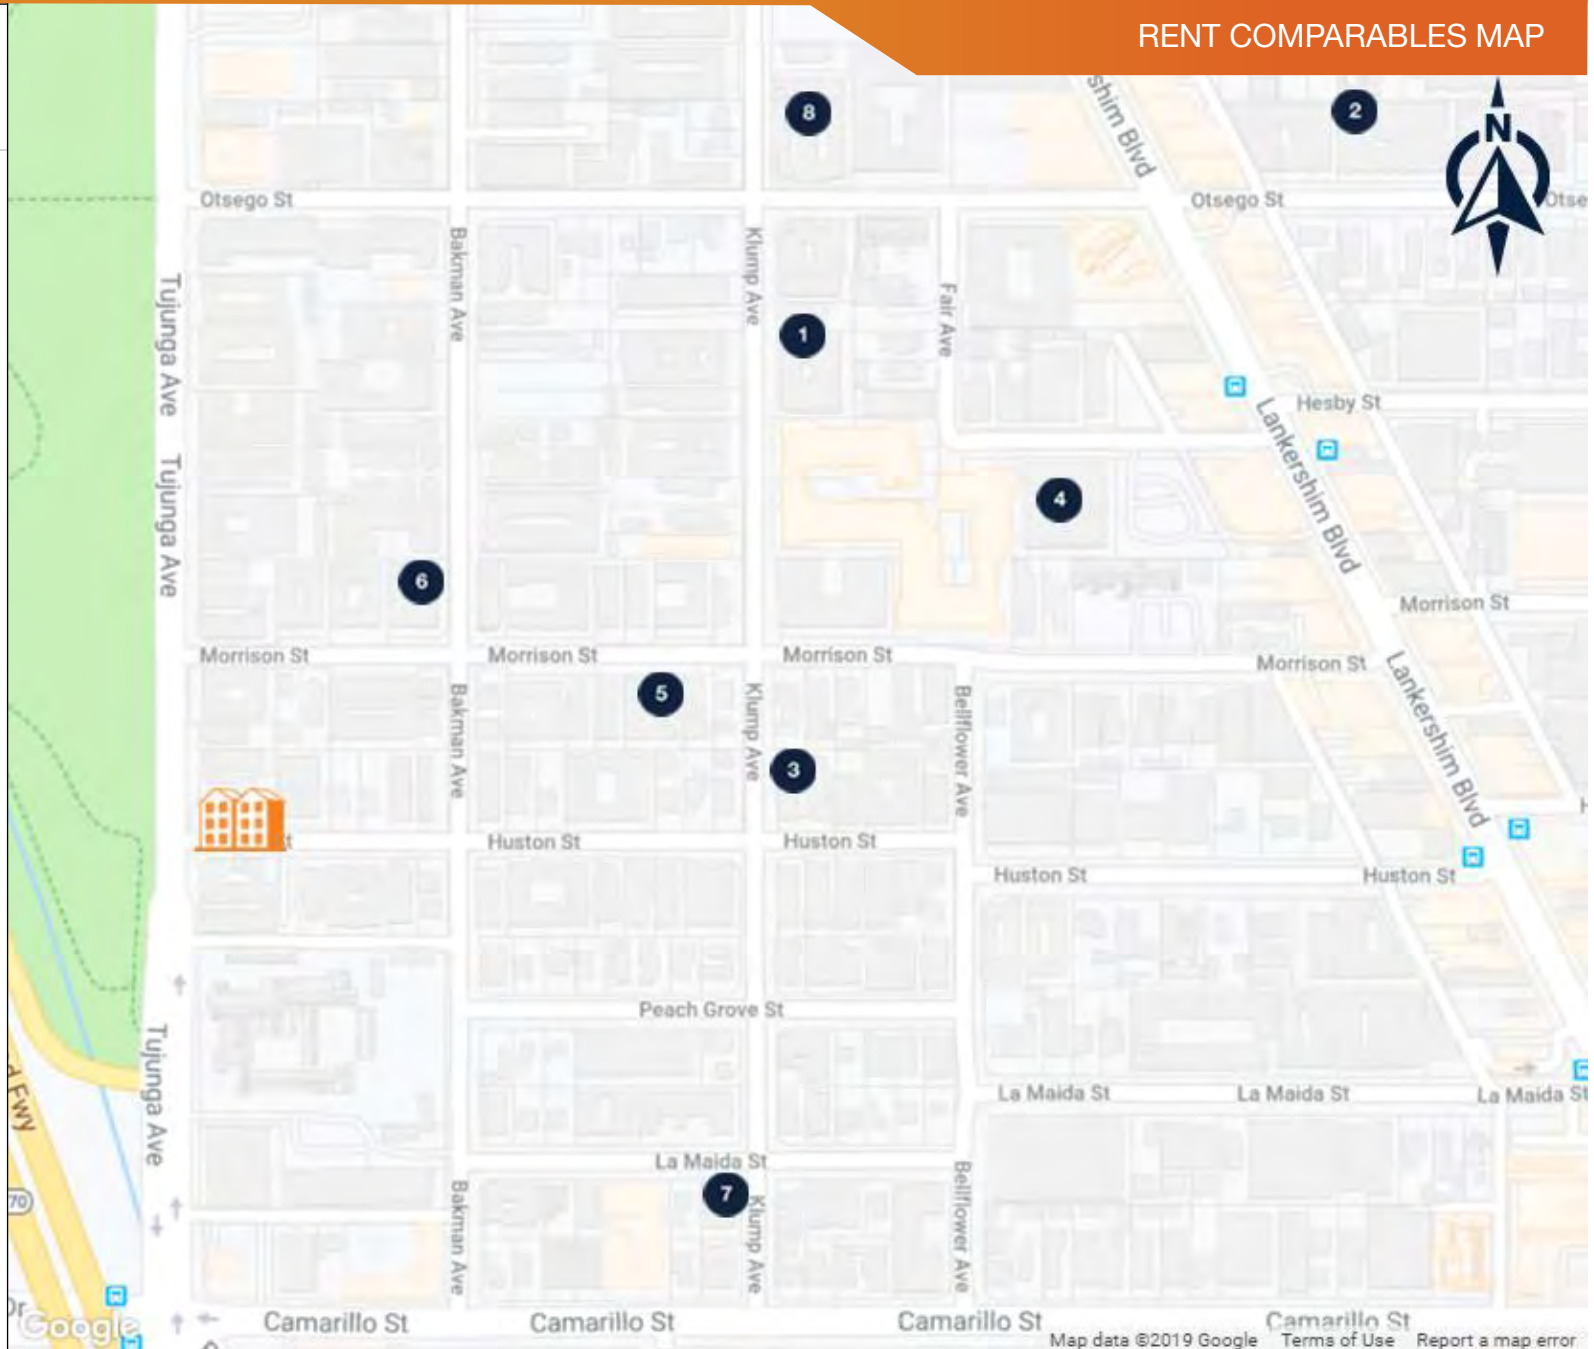 RENT COMPARABLES MAP
8
2
shim Blvd
N
Otsego St
Otsego St
Otse
Bakman Ave
Klump Ave
Fair Ave
Tujunga Ave
1
Hesby St
Lankershim Blvd
Tujunga Ave
4
6
Morrison St
Morrison St
Morrison St
Morrison St
Morrison St
5
Bakman Ave
Klump Ave
Bellflower Ave
Lankershim Blvd
3
t
Huston St
Huston St
H
Huston St
Huston St
Peach Grove St
Tujunga Ave
d Fwy
La Maida St
La Maida St
La Maida St
La Maida St
7
70
Bakman Ave
Klump Ave
Bellflower Ave
Dr
Google
Camarillo St
Camarillo St
Camarillo St
Camarillo St
Map data ©2019 Google Terms of Use Report a map error